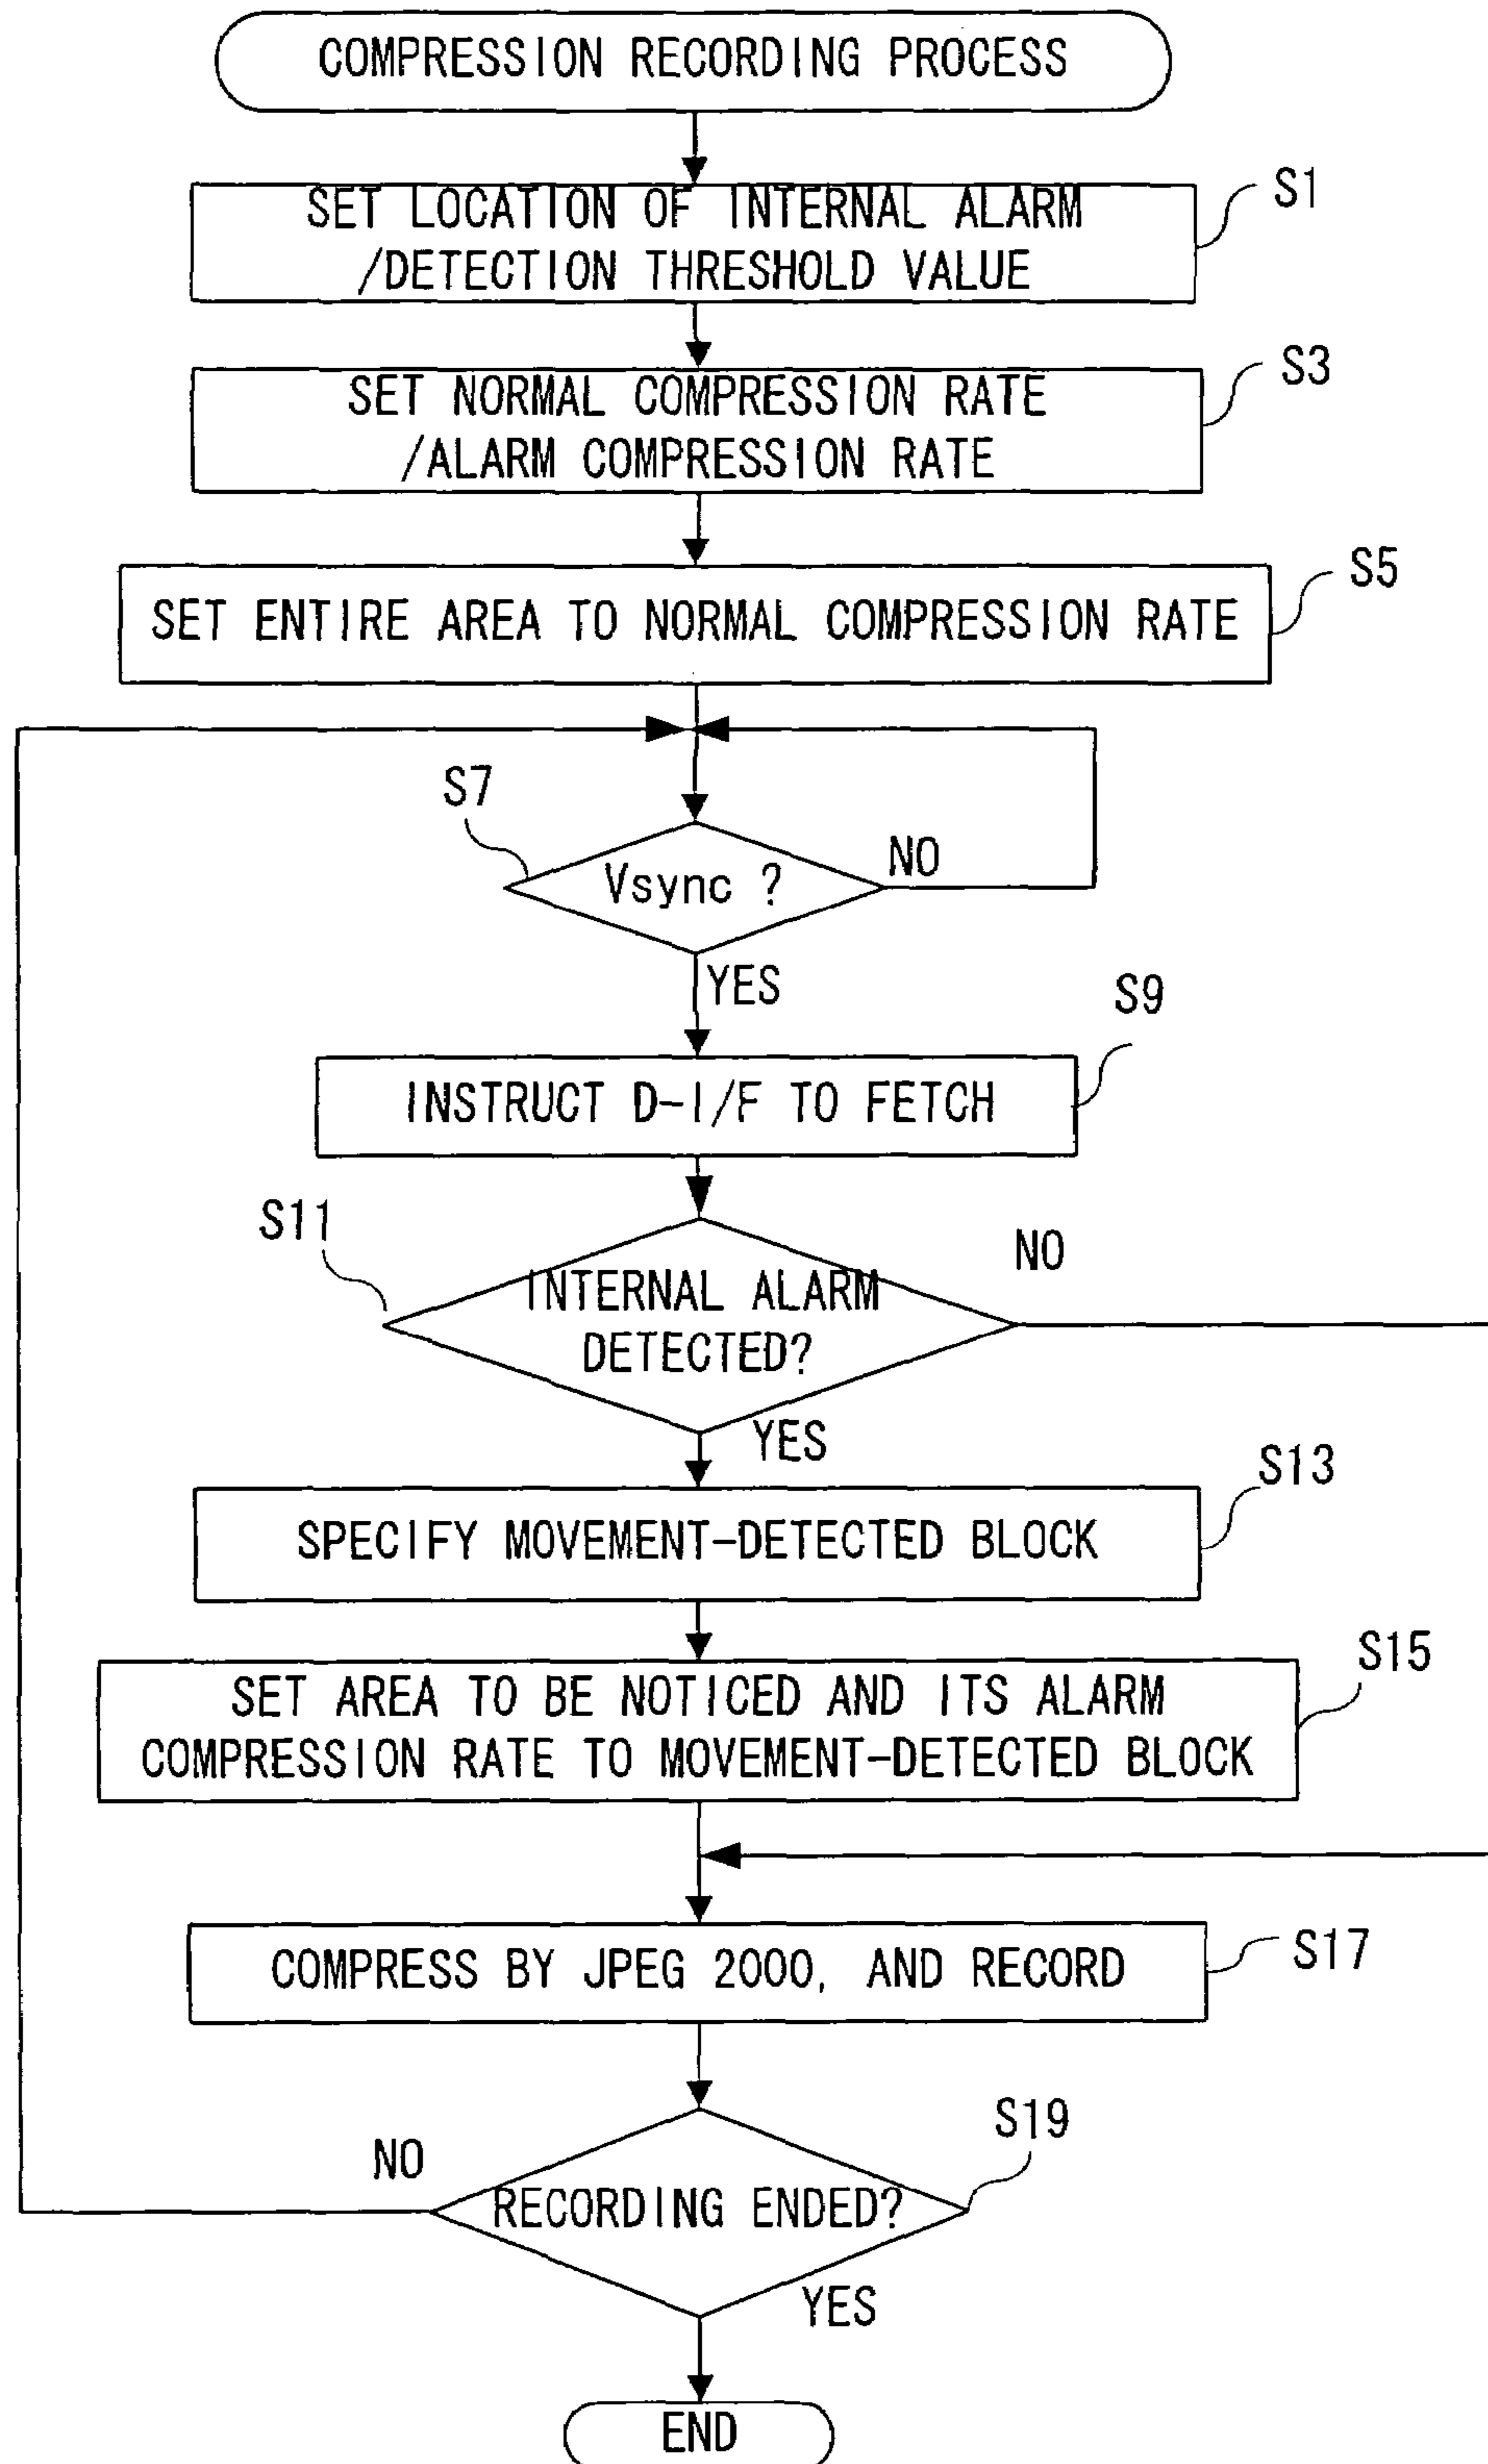 COMPRESSION RECORDING PROCESS
S1
SET LOCATION OF INTERNAL ALARM
/DETECTION THRESHOLD VALUE
S3
SET NORMAL COMPRESSION RATE
/ALARM COMPRESSION RATE
S5
SET ENTIRE AREA TO NORMAL COMPRESSION RATE
S7
Vsync ?
NO
YES
S9
INSTRUCT D-I/F TO FETCH
S11
NO
INTERNAL ALARM
DETECTED?
YES
S13
SPECIFY MOVEMENT-DETECTED BLOCK
S15
SET AREA TO BE NOTICED AND ITS ALARM
COMPRESSION RATE TO MOVEMENT-DETECTED BLOCK
S17
COMPRESS BY JPEG 2000, AND RECORD
S19
NO
RECORDING ENDED?
YES
END